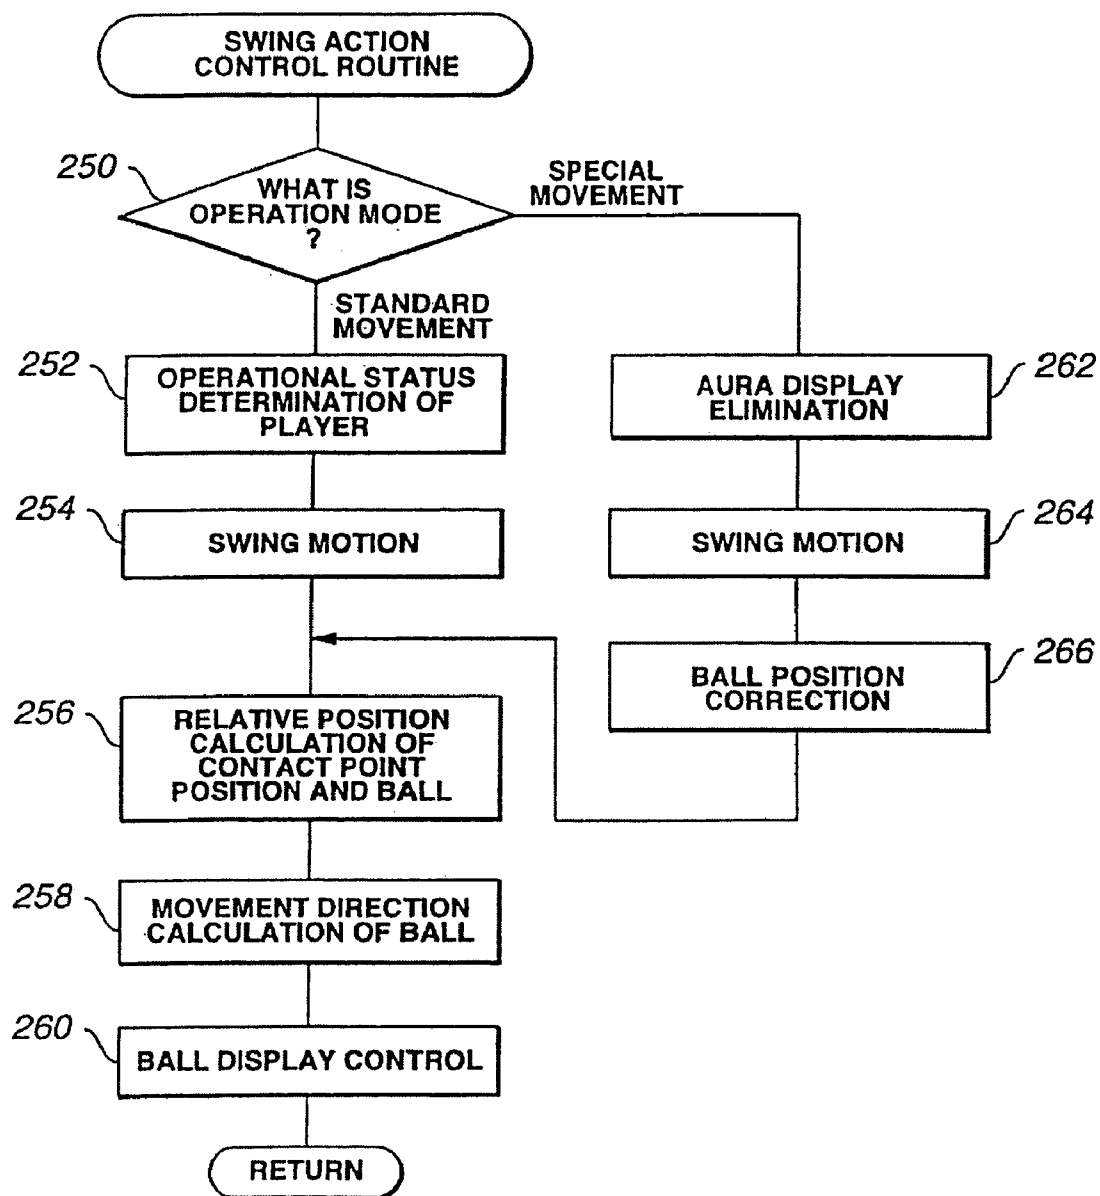 SWING ACTION
CONTROL ROUTINE
250
WHAT IS
OPERATION MODE
?
SPECIAL
MOVEMENT
STANDARD
MOVEMENT
252
OPERATIONAL STATUS
DETERMINATION OF
PLAYER
262
AURA DISPLAY
ELIMINATION
254
SWING MOTION
264
SWING MOTION
266
BALL POSITION
CORRECTION
256
RELATIVE POSITION
CALCULATION OF
CONTACT POINT
POSITION AND BALL
258
MOVEMENT DIRECTION
CALCULATION OF BALL
260
BALL DISPLAY CONTROL
RETURN